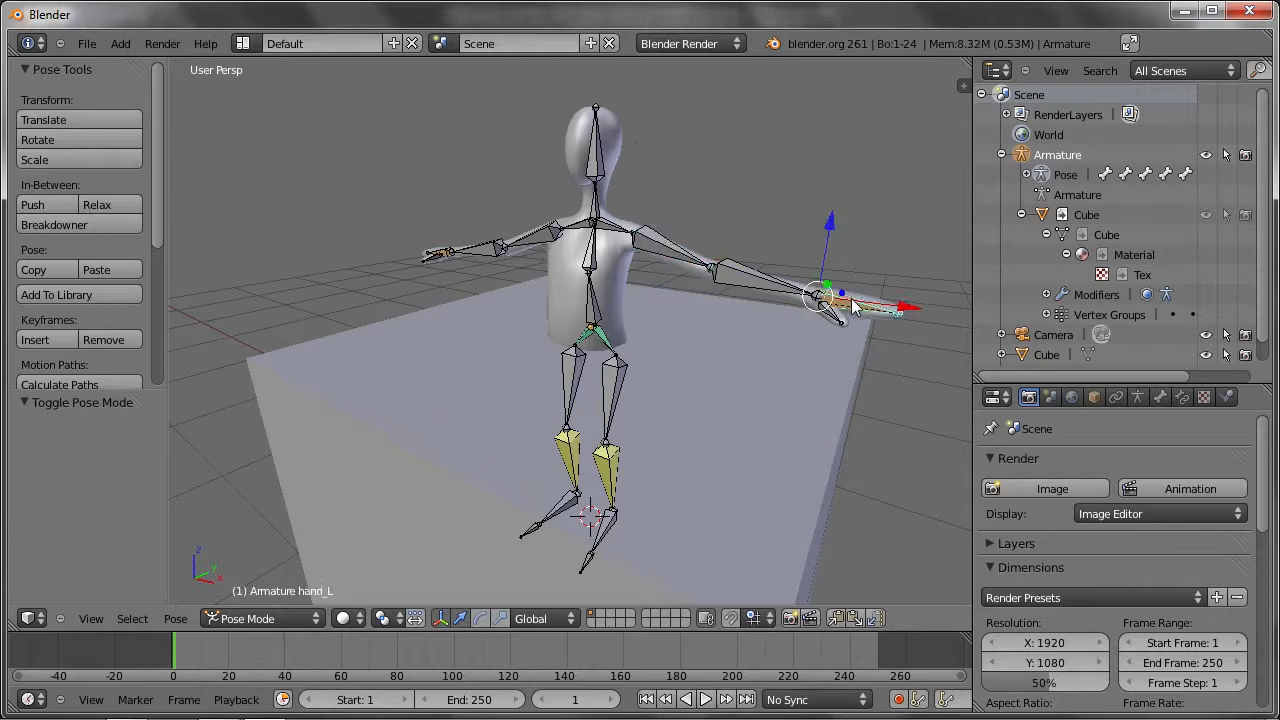 Blender
File Add Render Help Default Scene Blender Render blender.org 261 | Bo:1-24 | Mem:8.32M (0.53M) | Armature
Pose Tools
Transform:
Translate
Rotate
Scale
In-Between:
Push Relax
Breakdowner
Pose:
Copy Paste
Add To Library
Keyframes:
Insert Remove
Motion Paths:
Calculate Paths
Toggle Pose Mode
User Persp
z
y
x
(1) Armature hand_L
View Select Pose Pose Mode Global
-40 -20 0 20 40 60 80 100 120 140 160 180 200 220 240 260
View Marker Frame Playback Start: 1 End: 250 1 No Sync
View Search All Scenes
Scene
RenderLayers |
World
Armature
Pose |
Armature
Cube
Cube
Material
Tex
Modifiers |
Vertex Groups
Camera |
Cube |
Scene
Render
Image Animation
Display: Image Editor
Layers
Dimensions
Render Presets
Resolution: Frame Range:
X: 1920 Start Frame: 1
Y: 1080 End Frame: 250
50% Frame Step: 1
Aspect Ratio: Frame Rate: